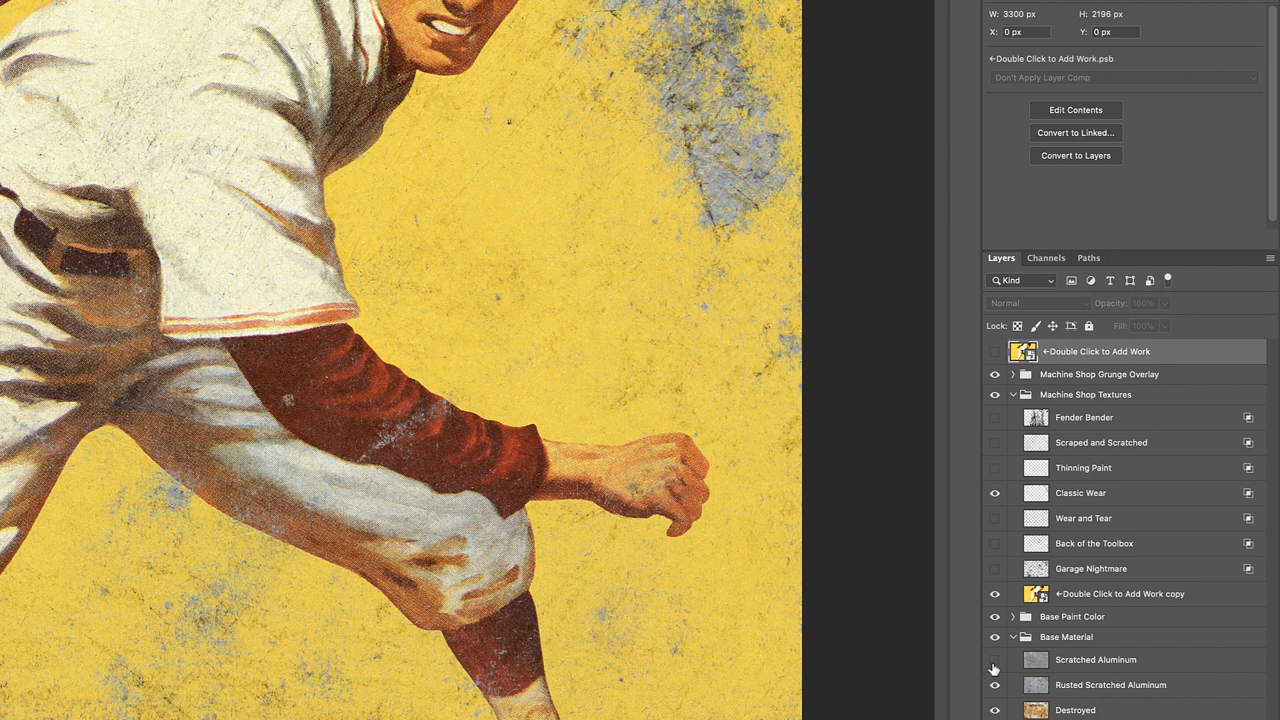 W: 3300 px H: 2196 px
X: 0 px Y: 0 px
←Double Click to Add Work.psb
Don't Apply Layer Comp
Edit Contents
Convert to Linked...
Convert to Layers
Layers Channels Paths
Kind
Normal Opacity: 100%
Lock: Fill: 100%
←Double Click to Add Work
Machine Shop Grunge Overlay
Machine Shop Textures
Fender Bender
Scraped and Scratched
Thinning Paint
Classic Wear
Wear and Tear
Back of the Toolbox
Garage Nightmare
←Double Click to Add Work copy
Base Paint Color
Base Material
Scratched Aluminum
Rusted Scratched Aluminum
Destroyed